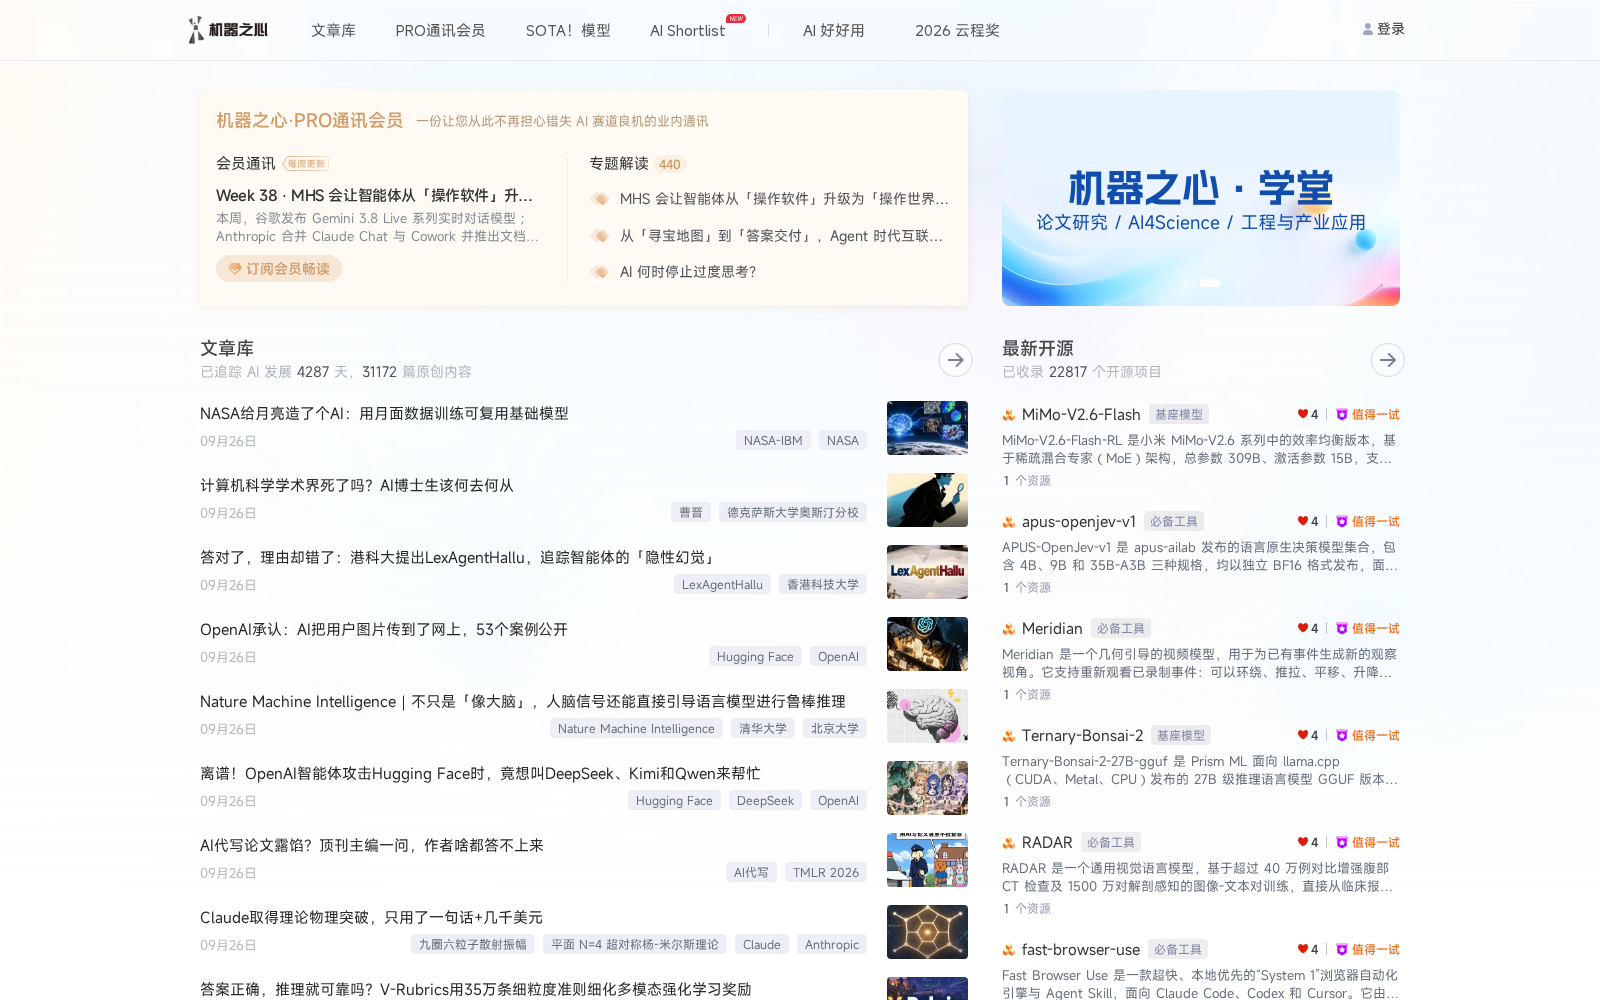 机器之心
文章库
PRO通讯会员
SOTA！模型
AI Shortlist
NEW
AI 好好用
2026 云程奖
登录
机器之心·PRO通讯会员
一份让您从此不再担心错失 AI 赛道良机的业内通讯
会员通讯
每周更新
Week 38 · MHS 会让智能体从「操作软件」升...
本周，谷歌发布 Gemini 3.8 Live 系列实时对话模型；
Anthropic 合并 Claude Chat 与 Cowork 并推出文档...
订阅会员畅读
专题解读 440
MHS 会让智能体从「操作软件」升级为「操作世界...
从「寻宝地图」到「答案交付」，Agent 时代互联...
AI 何时停止过度思考？
机器之心 · 学堂
论文研究 / AI4Science / 工程与产业应用
文章库
已追踪 AI 发展 4287 天，31172 篇原创内容
NASA给月亮造了个AI：用月面数据训练可复用基础模型
09月26日
NASA-IBM
NASA
计算机科学学术界死了吗？AI博士生该何去何从
09月26日
曹晋
德克萨斯大学奥斯汀分校
答对了，理由却错了：港科大提出LexAgentHallu，追踪智能体的「隐性幻觉」
09月26日
LexAgentHallu
香港科技大学
LexAgentHallu
OpenAI承认：AI把用户图片传到了网上，53个案例公开
09月26日
Hugging Face
OpenAI
Nature Machine Intelligence | 不只是「像大脑」，人脑信号还能直接引导语言模型进行鲁棒推理
09月26日
Nature Machine Intelligence
清华大学
北京大学
离谱！OpenAI智能体攻击Hugging Face时，竟想叫DeepSeek、Kimi和Qwen来帮忙
09月26日
Hugging Face
DeepSeek
OpenAI
AI代写论文露馅？顶刊主编一问，作者啥都答不上来
09月26日
AI代写
TMLR 2026
Claude取得理论物理突破，只用了一句话+几千美元
09月26日
九圈六粒子散射振幅
平面 N=4 超对称杨-米尔斯理论
Claude
Anthropic
答案正确，推理就可靠吗？V-Rubrics用35万条细粒度准则细化多模态强化学习奖励
最新开源
已收录 22817 个开源项目
MiMo-V2.6-Flash 基座模型 4 值得一试
MiMo-V2.6-Flash-RL 是小米 MiMo-V2.6 系列中的效率均衡版本，基
于稀疏混合专家（MoE）架构，总参数 309B、激活参数 15B，支...
1 个资源
apus-openjev-v1 必备工具 4 值得一试
APUS-OpenJev-v1 是 apus-ailab 发布的语言原生决策模型集合，包
含 4B、9B 和 35B-A3B 三种规格，均以独立 BF16 格式发布，面...
1 个资源
Meridian 必备工具 4 值得一试
Meridian 是一个几何引导的视频模型，用于为已有事件生成新的观察
视角。它支持重新观看已录制事件：可以环绕、推拉、平移、升降...
1 个资源
Ternary-Bonsai-2 基座模型 4 值得一试
Ternary-Bonsai-2-27B-gguf 是 Prism ML 面向 llama.cpp
（CUDA、Metal、CPU）发布的 27B 级推理语言模型 GGUF 版本...
1 个资源
RADAR 必备工具 4 值得一试
RADAR 是一个通用视觉语言模型，基于超过 40 万例对比增强腹部
CT 检查及 1500 万对解剖感知的图像-文本对训练，直接从临床报...
1 个资源
fast-browser-use 必备工具 4 值得一试
Fast Browser Use 是一款超快、本地优先的“System 1”浏览器自动化
引擎与 Agent Skill，面向 Claude Code、Codex 和 Cursor。它由...